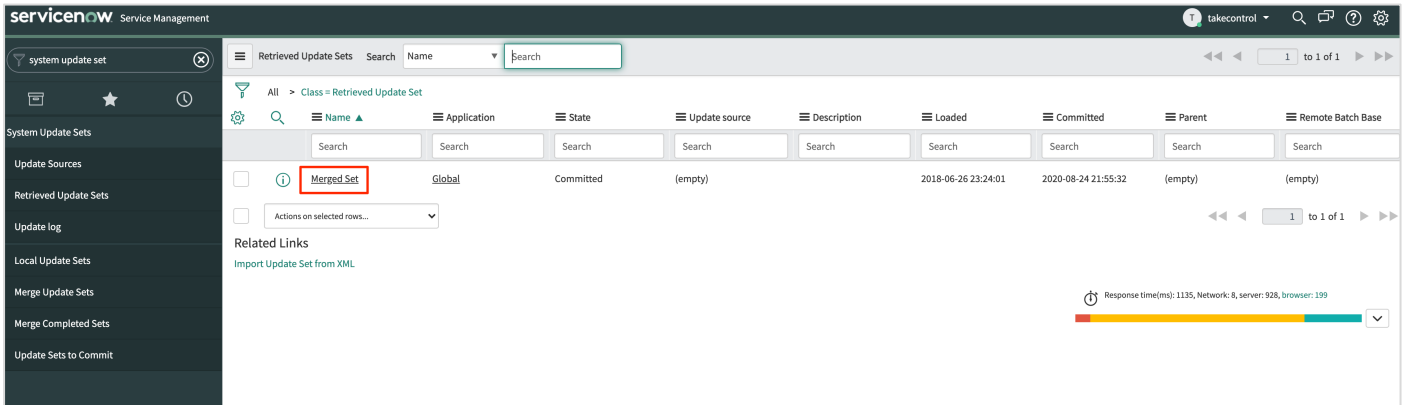 servicenow Service Management
T takecontrol
system update set
System Update Sets
Update Sources
Retrieved Update Sets
Update log
Local Update Sets
Merge Update Sets
Merge Completed Sets
Update Sets to Commit
Retrieved Update Sets Search Name Search 1 to 1 of 1
All > Class = Retrieved Update Set
Name Application State Update source Description Loaded Committed Parent Remote Batch Base
Search Search Search Search Search Search Search Search Search
Merged Set Global Committed (empty) 2018-06-26 23:24:01 2020-08-24 21:55:32 (empty) (empty)
Actions on selected rows... 1 to 1 of 1
Related Links
Import Update Set from XML
Response time(ms): 1135, Network: 8, server: 928, browser: 199